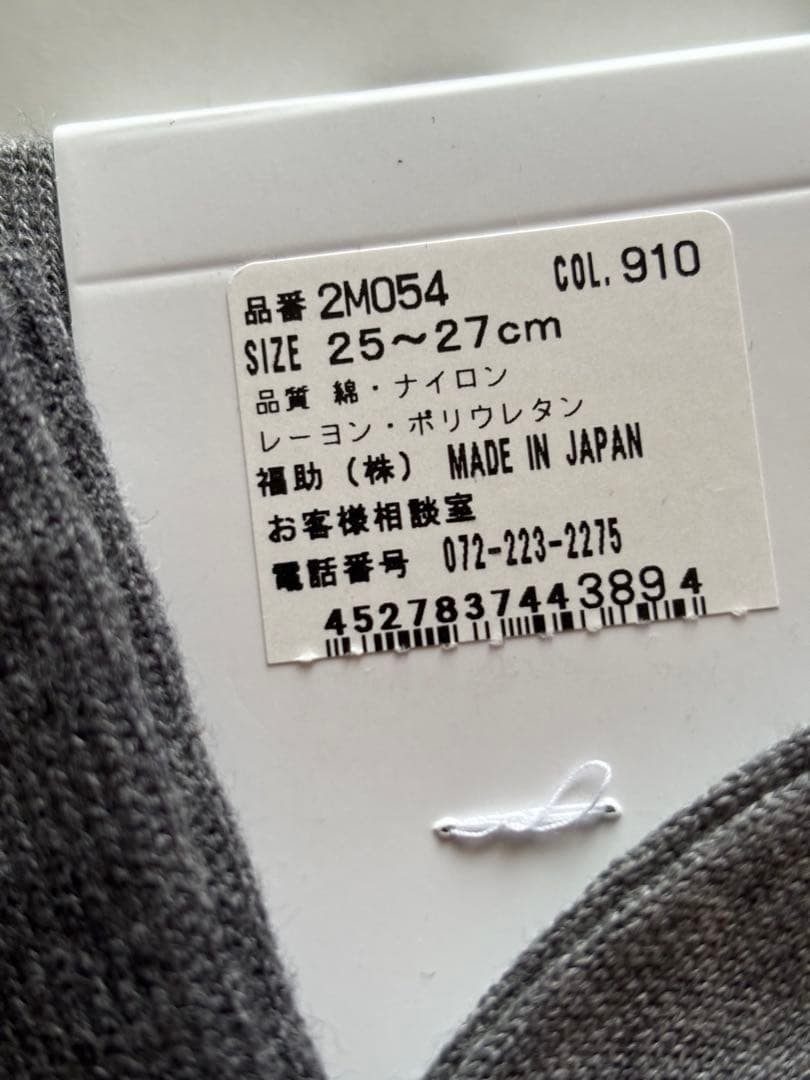 品番 2M054 COL. 910
SIZE 25～27cm
品質 綿・ナイロン
レーヨン・ポリウレタン
福助（株） MADE IN JAPAN
お客様相談室
電話番号 072-223-2275
4527837443894